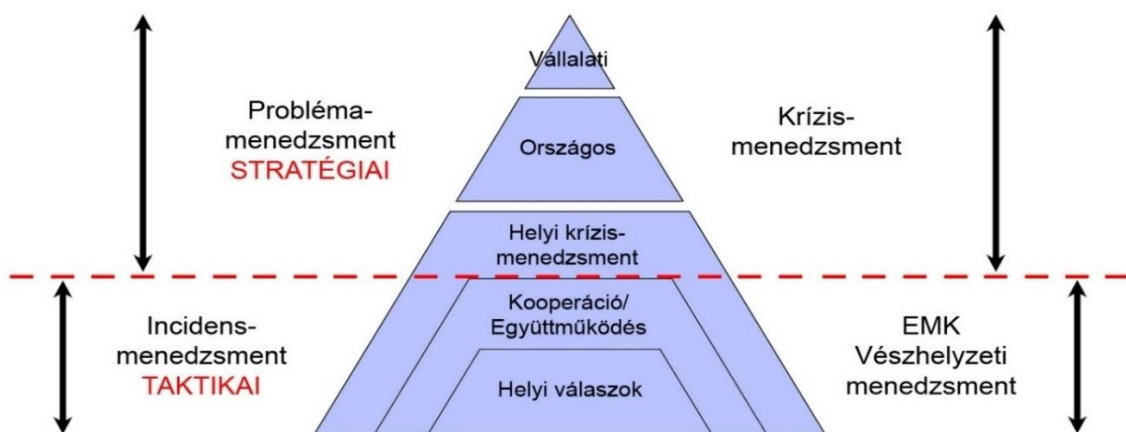 Vállalati
Probléma-
menedzsment
STRATÉGIAI
Országos
Krízis-
menedzsment
Helyi krízis-
menedzsment
Incidens-
menedzsment
TAKTIKAI
Kooperáció/
Együttműködés
Helyi válaszok
EMK
Vészhelyzeti
menedzsment